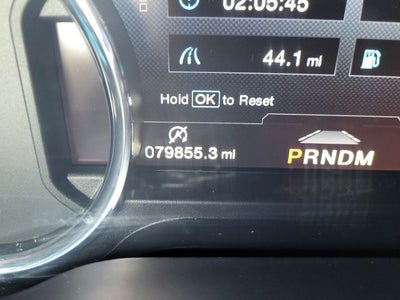 02:05:45
44.1 mi
Hold OK to Reset
079855.3 mi
PRNDM